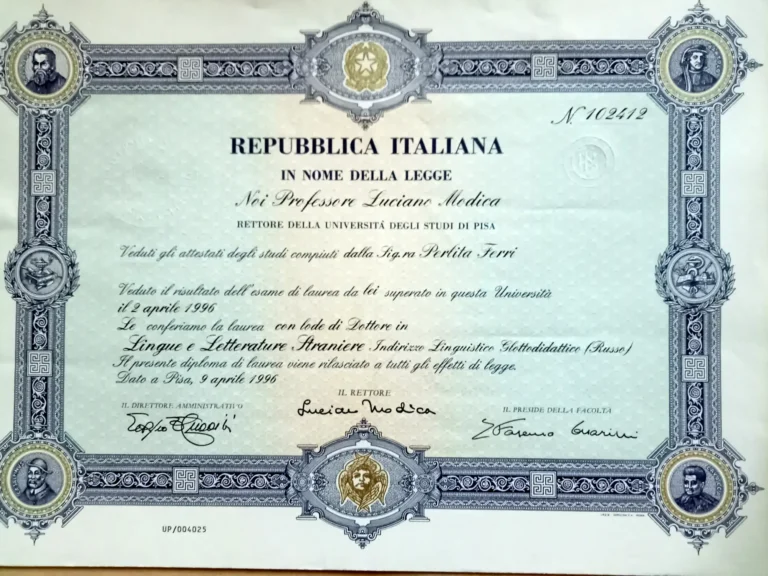 N. 102412
REPUBBLICA ITALIANA
IN NOME DELLA LEGGE
Noi Professore Luciano Modica
RETTORE DELLA UNIVERSITÁ DEGLI STUDI DI PISA
Veduti gli attestati degli studi compiuti dalla Sig.ra Perlita Ferri
Veduto il risultato dell'esame di laurea da lei superato in questa Università
il 2 aprile 1996
Le conferiamo la laurea con lode di Dottore in
Lingue e Letterature Straniere Indirizzo Linguistico Glottodidattico (Russo)
Il presente diploma di laurea viene rilasciato a tutti gli effetti di legge.
Dato a Pisa, 9 aprile 1996
IL DIRETTORE AMMINISTRATIVO
IL RETTORE
IL PRESIDE DELLA FACOLTÀ
Luciano Modica
UP/004025